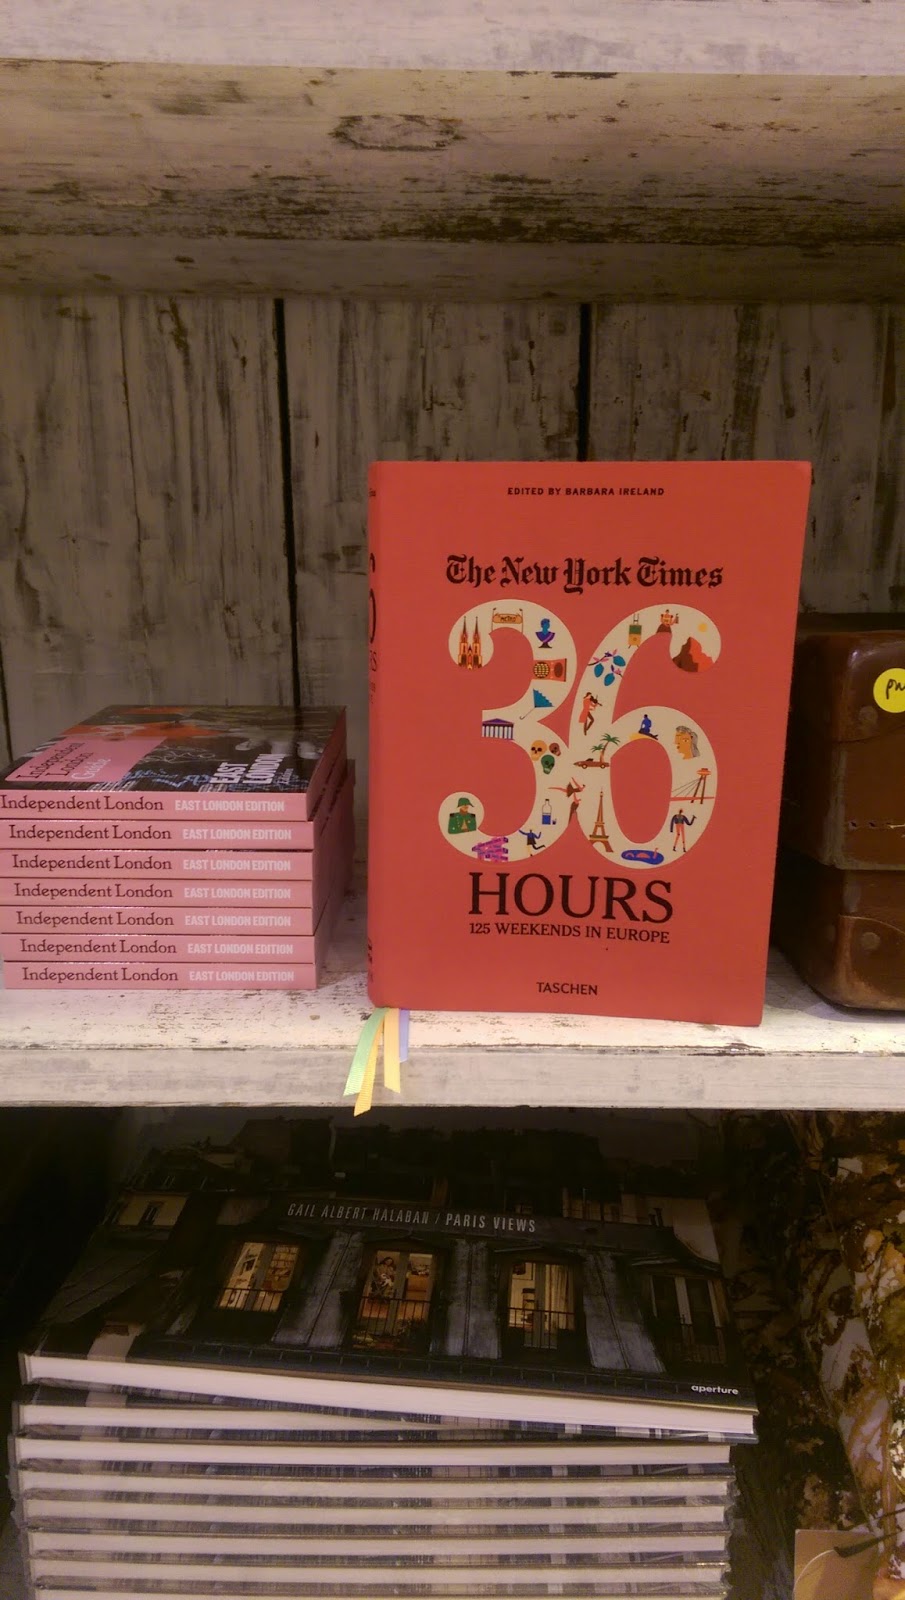 EDITED BY BARBARA IRELAND
The New York Times
36
HOURS
125 WEEKENDS IN EUROPE
TASCHEN
Independent
London
Guide
EAST
LONDON
Independent London EAST LONDON EDITION
Independent London EAST LONDON EDITION
Independent London EAST LONDON EDITION
Independent London EAST LONDON EDITION
Independent London EAST LONDON EDITION
Independent London EAST LONDON EDITION
Independent London EAST LONDON EDITION
GAIL ALBERT HALABAN / PARIS VIEWS
aperture